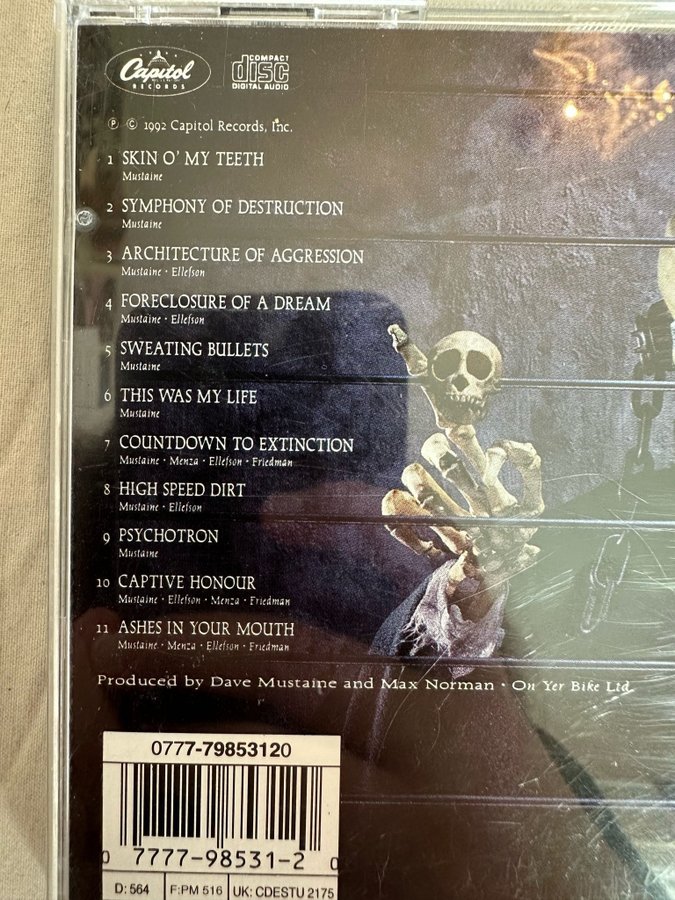 Capitol
RECORDS
COMPACT
disc
DIGITAL AUDIO
℗ © 1992 Capitol Records, Inc.
1 SKIN O' MY TEETH
Mustaine
2 SYMPHONY OF DESTRUCTION
Mustaine
3 ARCHITECTURE OF AGGRESSION
Mustaine · Ellefson
4 FORECLOSURE OF A DREAM
Mustaine · Ellefson
5 SWEATING BULLETS
Mustaine
6 THIS WAS MY LIFE
Mustaine
7 COUNTDOWN TO EXTINCTION
Mustaine · Menza · Ellefson · Friedman
8 HIGH SPEED DIRT
Mustaine · Ellefson
9 PSYCHOTRON
Mustaine
10 CAPTIVE HONOUR
Mustaine · Ellefson · Menza · Friedman
11 ASHES IN YOUR MOUTH
Mustaine · Menza · Ellefson · Friedman
Produced by Dave Mustaine and Max Norman · On Yer Bike Ltd.
0777-79853120
0 7777-98531-2 0
D: 564 F:PM 516 UK: CDESTU 2175